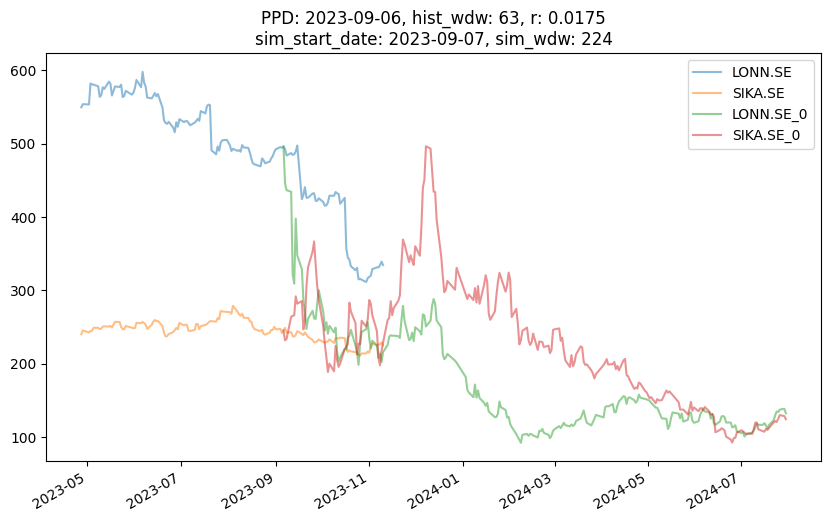 PPD: 2023-09-06, hist_wdw: 63, r: 0.0175
sim_start_date: 2023-09-07, sim_wdw: 224
LONN.SE
SIKA.SE
LONN.SE_0
SIKA.SE_0
600
500
400
300
200
100
2023-05
2023-07
2023-09
2023-11
2024-01
2024-03
2024-05
2024-07